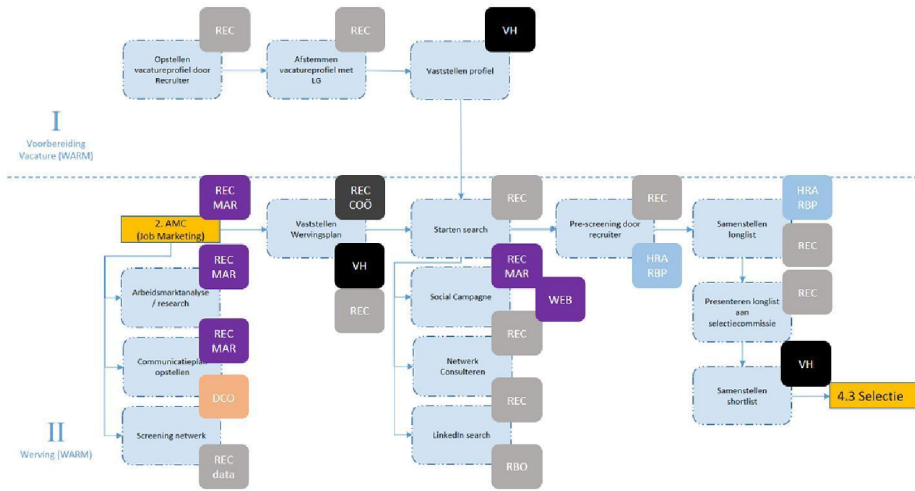 REC
REC
VH
Opstellen
vacatureprofiel door
Recruiter
Afstemmen
vacatureprofiel met
LG
Vaststellen profiel
I
Voorbereiding
Vacature (WARM)
REC
MAR
REC
COÖ
REC
REC
HRA
RBP
2. AMC
(Job Marketing)
Vaststellen
Wervingsplan
Starten search
Pre-screening door
recruiter
Samenstellen
longlist
REC
MAR
VH
REC
MAR
HRA
RBP
REC
Arbeidsmarktanalyse
/ research
REC
Social Campagne
WEB
REC
Presenteren longlist
aan
selectiecommissie
REC
MAR
REC
Communicatieplan
opstellen
Netwerk
Consulteren
VH
Samenstellen
shortlist
4.3 Selectie
DCO
REC
II
Werving (WARM)
Screening netwerk
LinkedIn search
REC
data
RBO